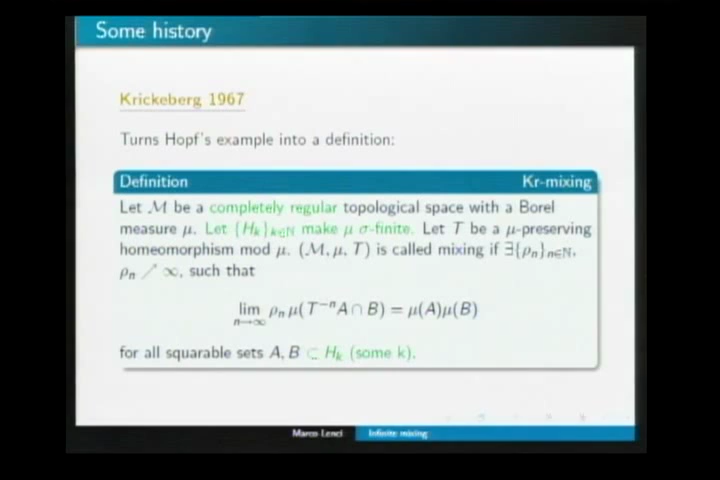 Some history
Krickeberg 1967
Turns Hopf's example into a definition:
Definition Kr-mixing
Let ℳ be a completely regular topological space with a Borel
measure μ. Let {H_k}_{k∈ℕ} make μ σ-finite. Let T be a μ-preserving
homeomorphism mod μ. (ℳ, μ, T) is called mixing if ∃{ρ_n}_{n∈ℕ},
ρ_n ↗ ∞, such that
lim_{n→∞} ρ_n μ(T^{-n}A ∩ B) = μ(A)μ(B)
for all squarable sets A, B ⊂ H_k (some k).
Marco Lenci Infinite mixing